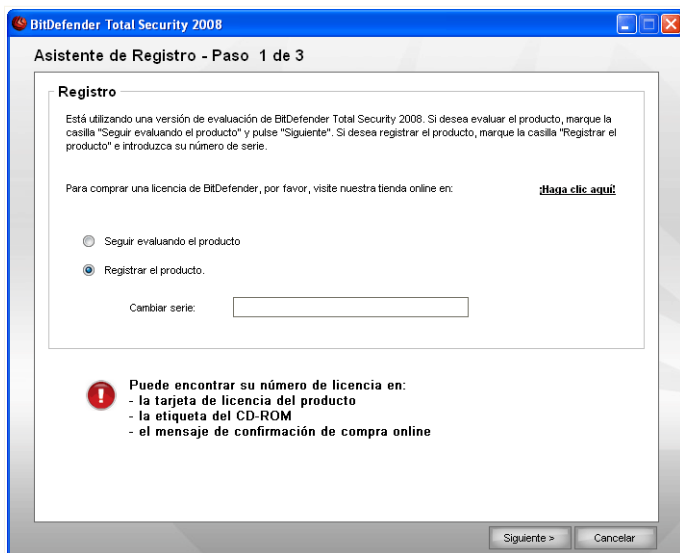 BitDefender Total Security 2008
Asistente de Registro - Paso 1 de 3
Registro
Está utilizando una versión de evaluación de BitDefender Total Security 2008. Si desea evaluar el producto, marque la
casilla "Seguir evaluando el producto" y pulse "Siguiente". Si desea registrar el producto, marque la casilla "Registrar el
producto" e introduzca su número de serie.
Para comprar una licencia de BitDefender, por favor, visite nuestra tienda online en: ¡Haga clic aquí!
Seguir evaluando el producto
Registrar el producto.
Cambiar serie:
Puede encontrar su número de licencia en:
- la tarjeta de licencia del producto
- la etiqueta del CD-ROM
- el mensaje de confirmación de compra online
Siguiente > Cancelar